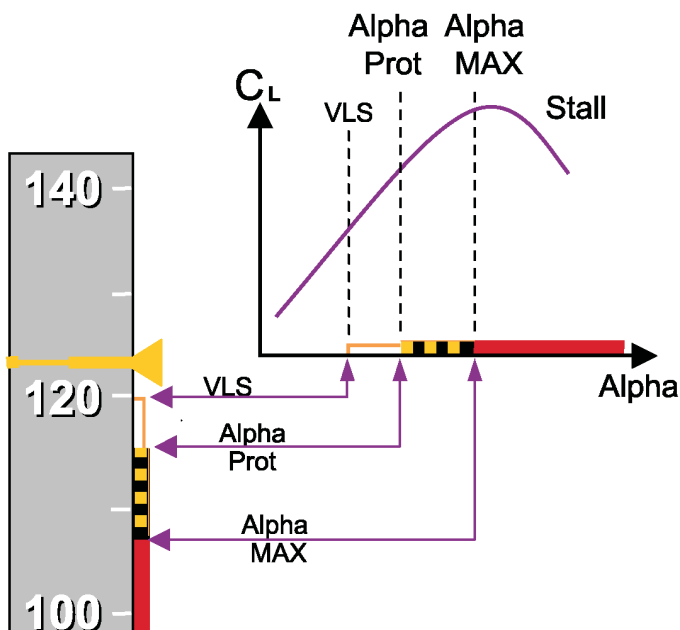 Alpha Alpha
Prot MAX
CL
VLS
Stall
140
120
VLS
Alpha
Alpha
Prot
Alpha
MAX
100